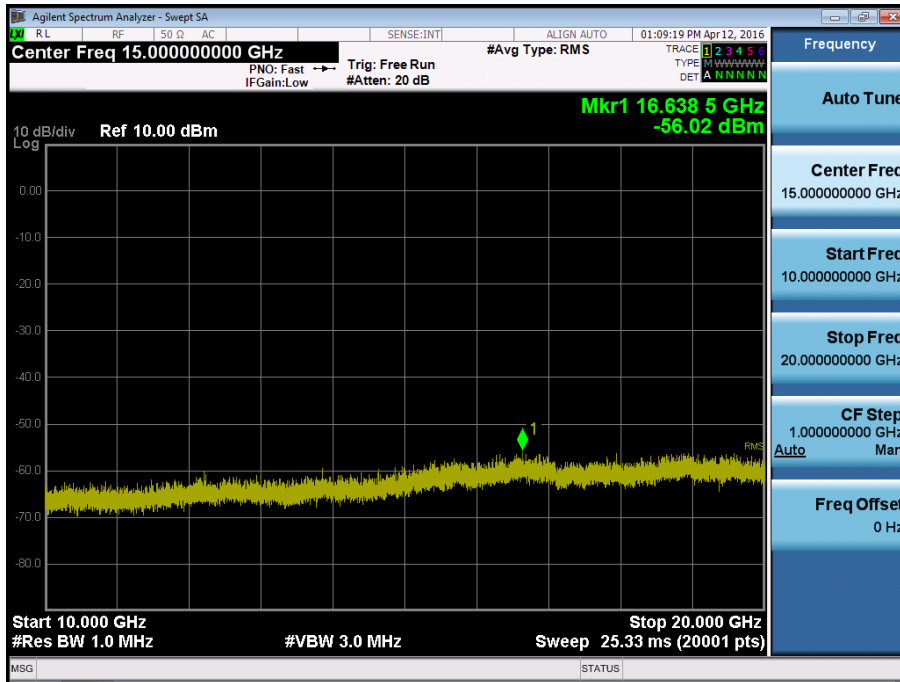 Agilent Spectrum Analyzer - Swept SA
LXI RL RF 50 Ω AC SENSE:INT ALIGN AUTO 01:09:19 PM Apr 12, 2016
Center Freq 15.000000000 GHz #Avg Type: RMS TRACE 1 2 3 4 5 6
PNO: Fast Trig: Free Run TYPE M WWWWW
IFGain:Low #Atten: 20 dB DET A N N N N N
Mkr1 16.638 5 GHz
-56.02 dBm
10 dB/div Ref 10.00 dBm
Log
0.00
-10.0
-20.0
-30.0
-40.0
-50.0
1
RMS
-60.0
-70.0
-80.0
Start 10.000 GHz Stop 20.000 GHz
#Res BW 1.0 MHz #VBW 3.0 MHz Sweep 25.33 ms (20001 pts)
MSG STATUS
Frequency
Auto Tune
Center Freq
15.000000000 GHz
Start Freq
10.000000000 GHz
Stop Freq
20.000000000 GHz
CF Step
1.000000000 GHz
Auto Man
Freq Offset
0 Hz